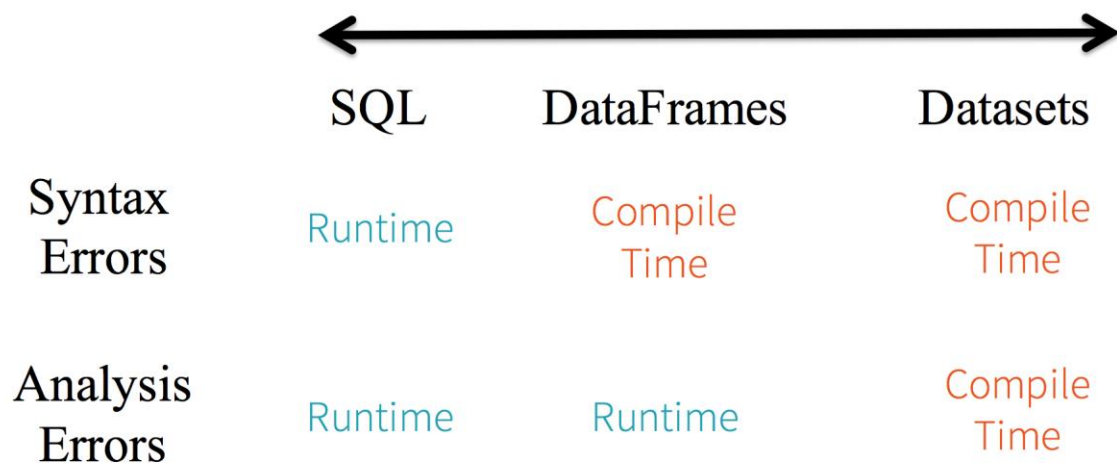 SQL DataFrames Datasets
Syntax
Errors
Runtime
Compile
Time
Compile
Time
Analysis
Errors
Runtime
Runtime
Compile
Time